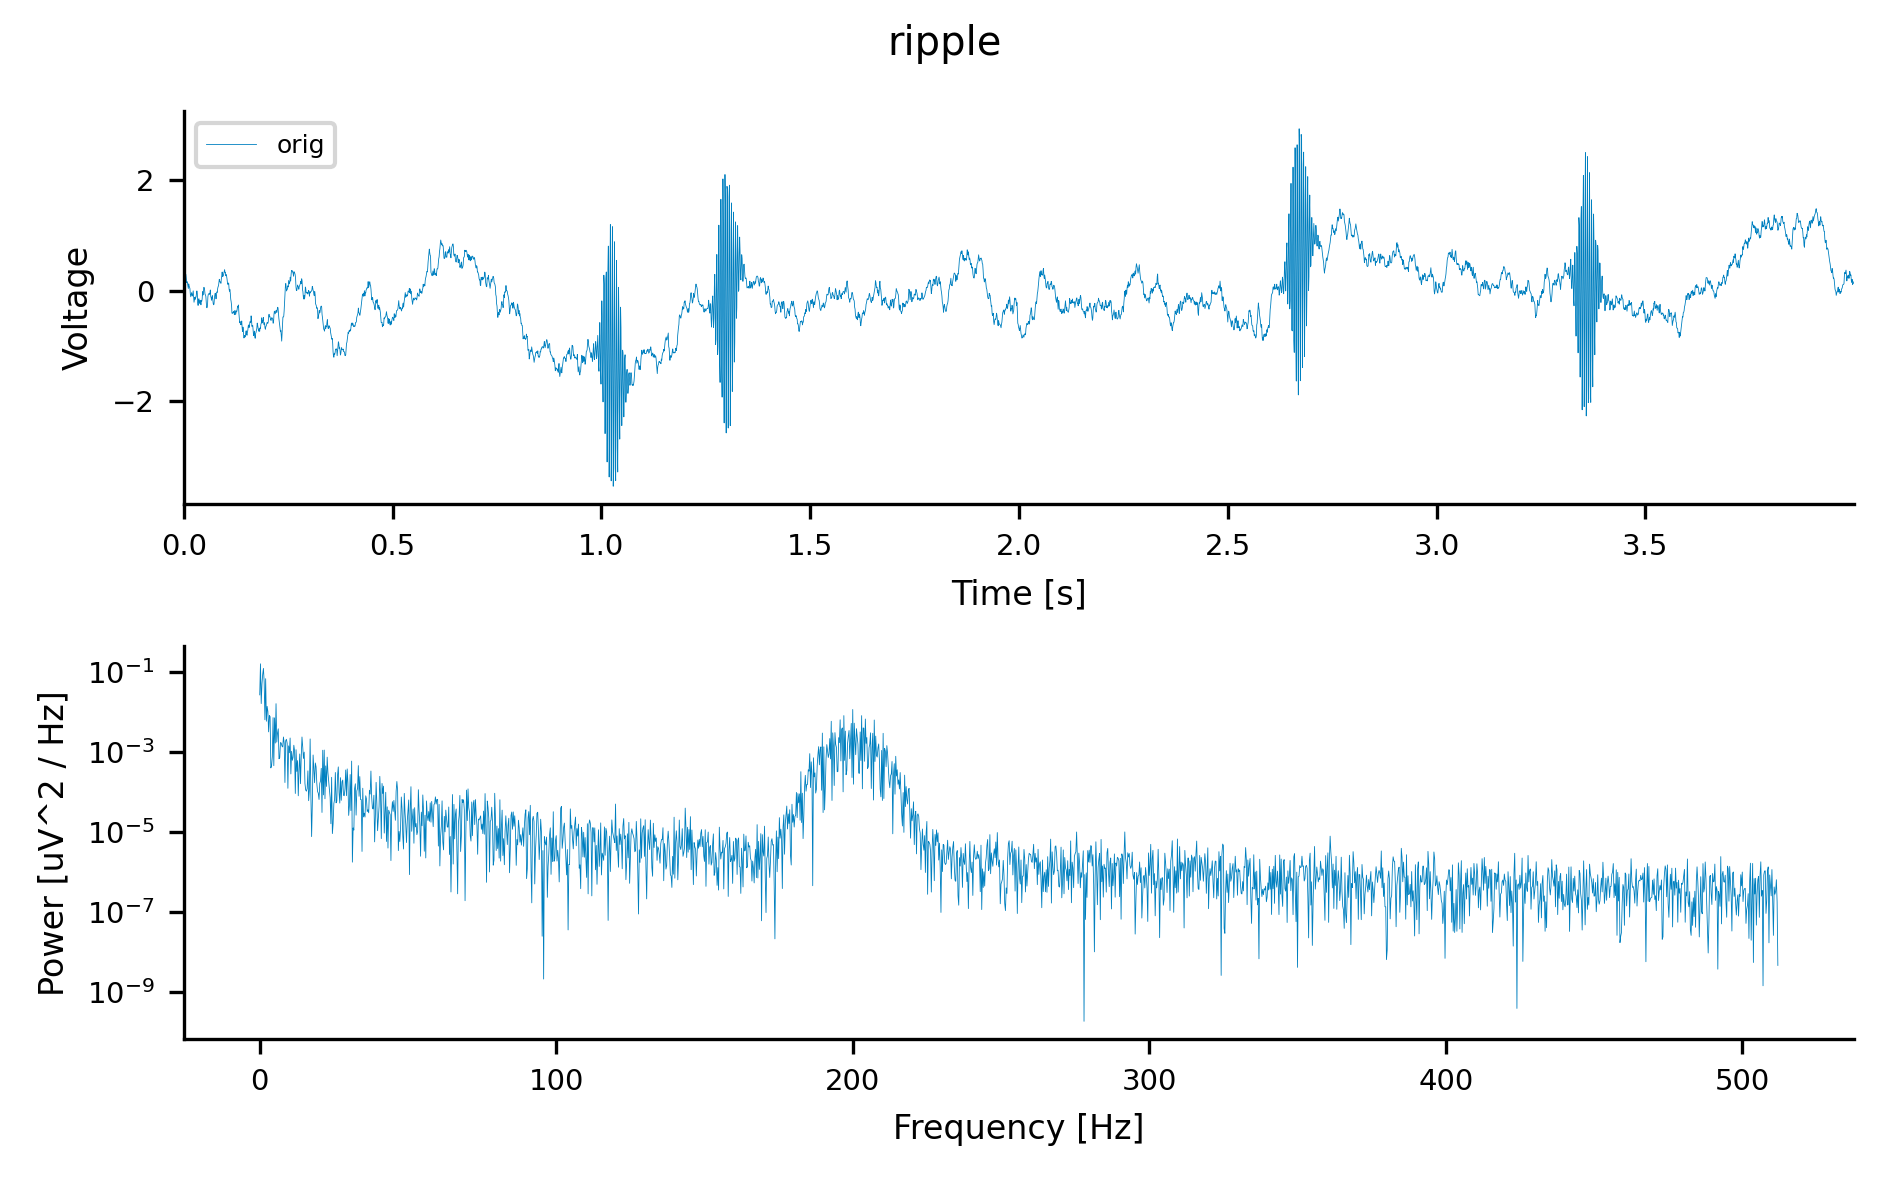 ripple
orig
2
0
−2
Voltage
0.0 0.5 1.0 1.5 2.0 2.5 3.0 3.5
Time [s]
10⁻¹
10⁻³
10⁻⁵
10⁻⁷
10⁻⁹
Power [uV^2 / Hz]
0 100 200 300 400 500
Frequency [Hz]